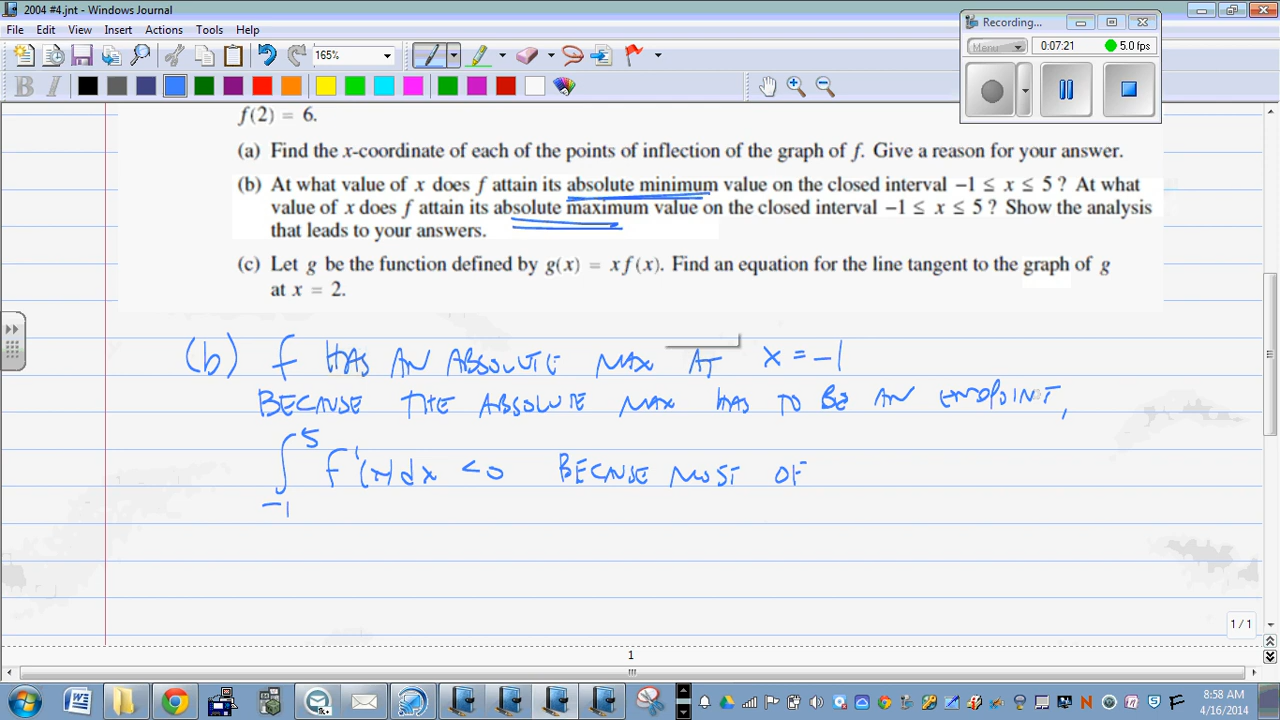 2004 #4.jnt - Windows Journal
File Edit View Insert Actions Tools Help
165%
B I
Recording...
Menu 0:07:21 5.0 fps
f(2) = 6.
(a) Find the x-coordinate of each of the points of inflection of the graph of f. Give a reason for your answer.
(b) At what value of x does f attain its absolute minimum value on the closed interval −1 ≤ x ≤ 5 ? At what
value of x does f attain its absolute maximum value on the closed interval −1 ≤ x ≤ 5 ? Show the analysis
that leads to your answers.
(c) Let g be the function defined by g(x) = x f(x). Find an equation for the line tangent to the graph of g
at x = 2.
(b) f HAS AN ABSOLUTE MAX AT x = -1
BECAUSE THE ABSOLUTE MAX HAS TO BE AN ENDPOINT,
∫_{-1}^{5} f'(x) dx < 0 BECAUSE MOST OF
1 / 1
1
8:58 AM
4/16/2014